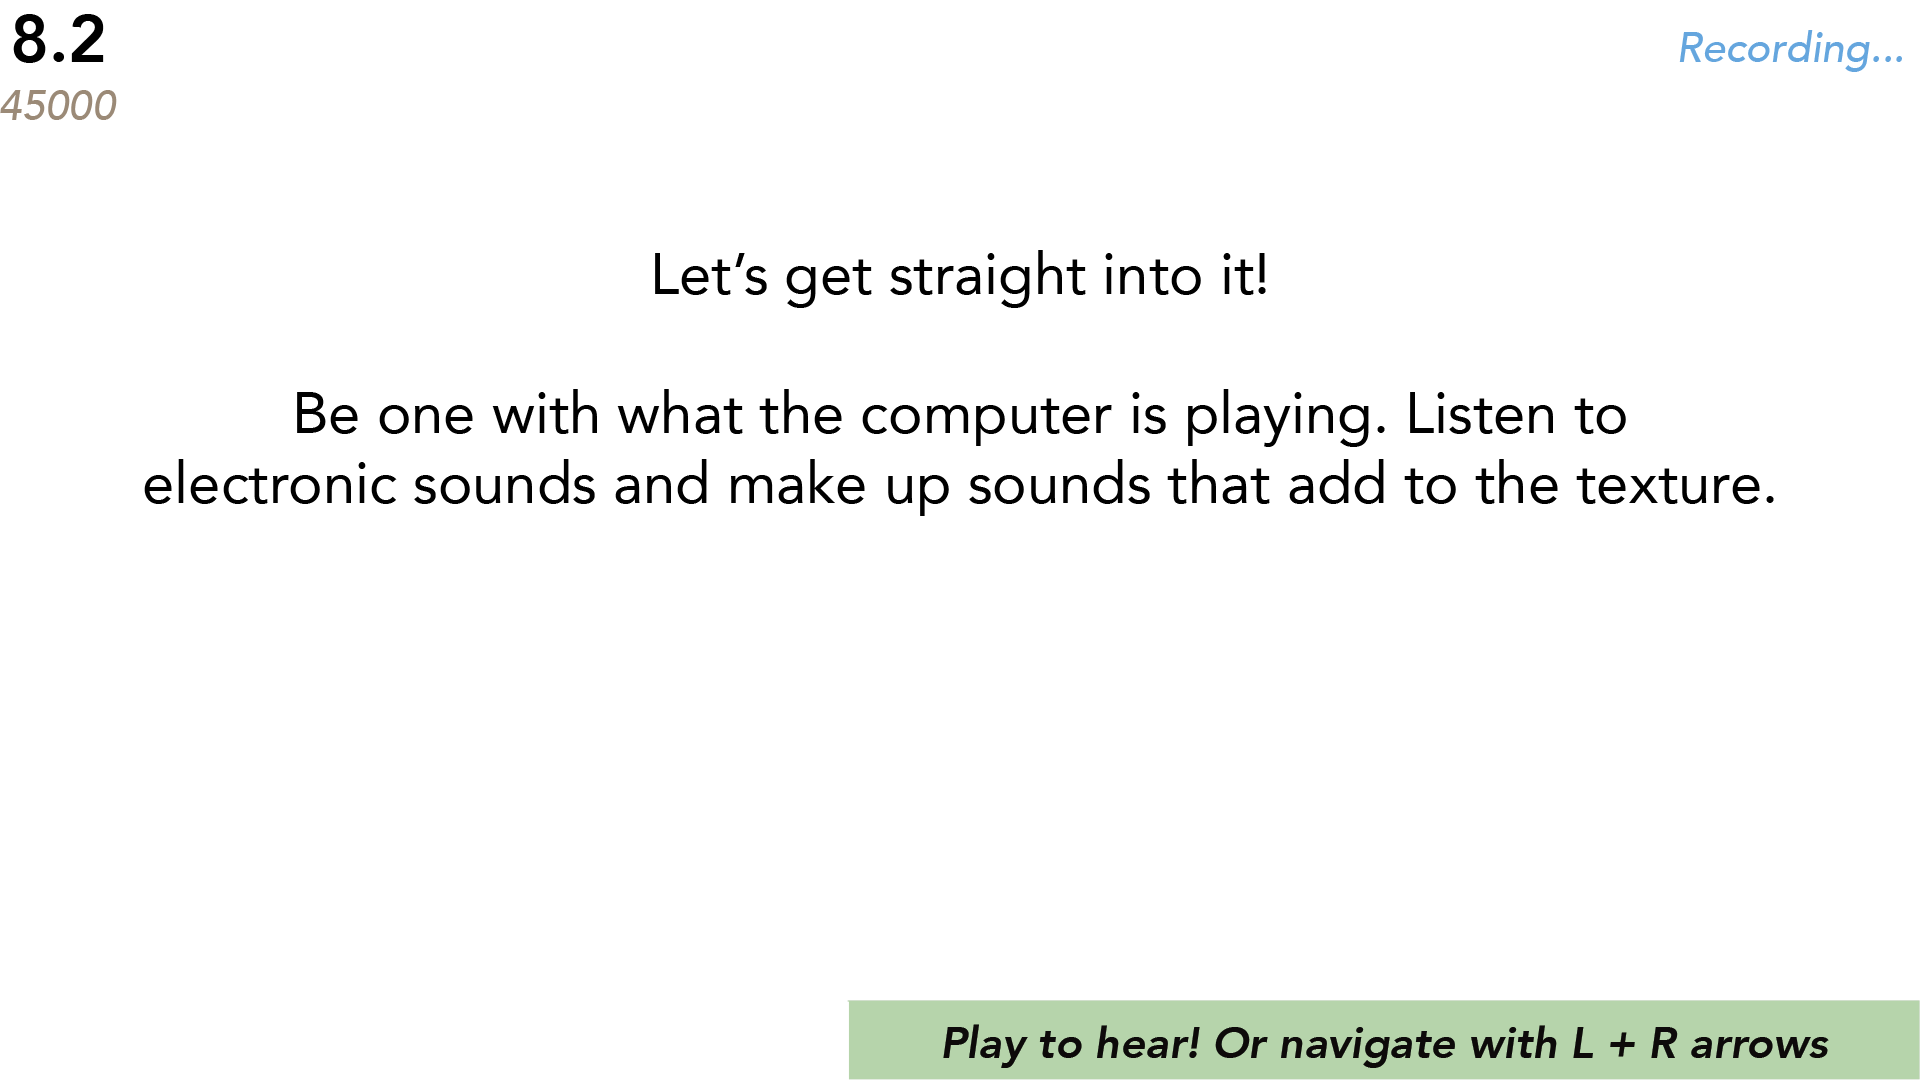 8.2
Recording...
45000
Let’s get straight into it!
Be one with what the computer is playing. Listen to
electronic sounds and make up sounds that add to the texture.
Play to hear! Or navigate with L + R arrows